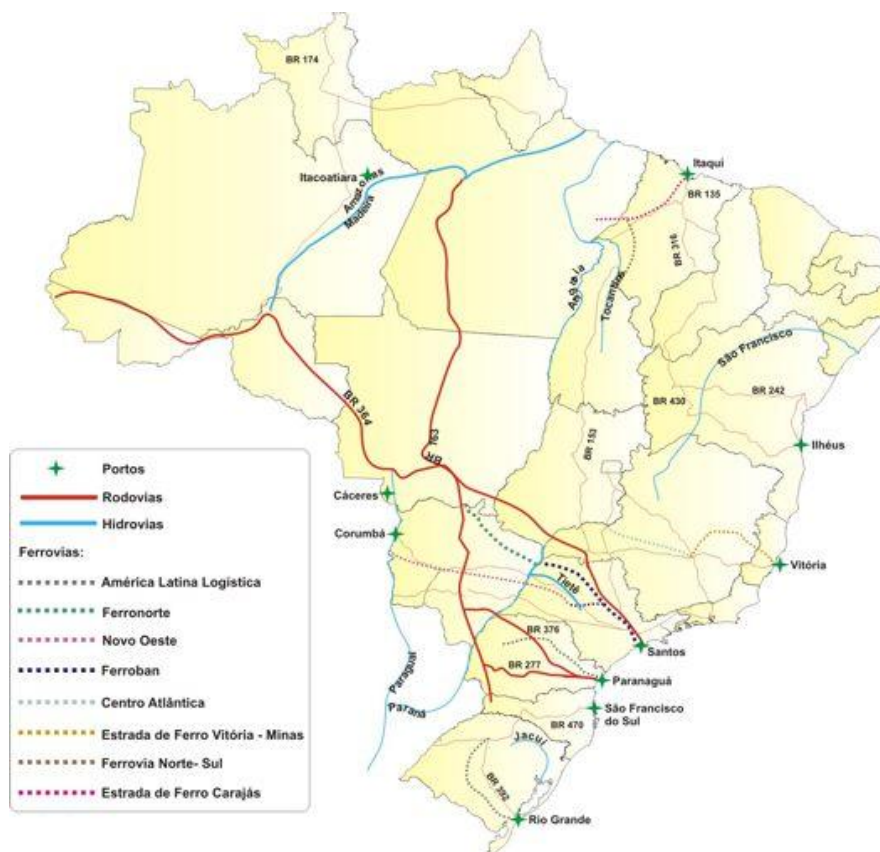 BR 174
Itacoatiara
Amazonas
Madeira
Itaqui
BR 135
BR 316
Araguaia
Tocantins
São Francisco
BR 364
BR 163
BR 153
BR 430
BR 242
Ilhéus
Cáceres
Corumbá
Vitória
Tietê
Santos
BR 376
BR 277
Paranaguá
Paraguai
Paraná
São Francisco
do Sul
BR 470
Jacuí
BR 392
Rio Grande
Portos
Rodovias
Hidrovias
Ferrovias:
América Latina Logística
Ferronorte
Novo Oeste
Ferroban
Centro Atlântica
Estrada de Ferro Vitória - Minas
Ferrovia Norte- Sul
Estrada de Ferro Carajás